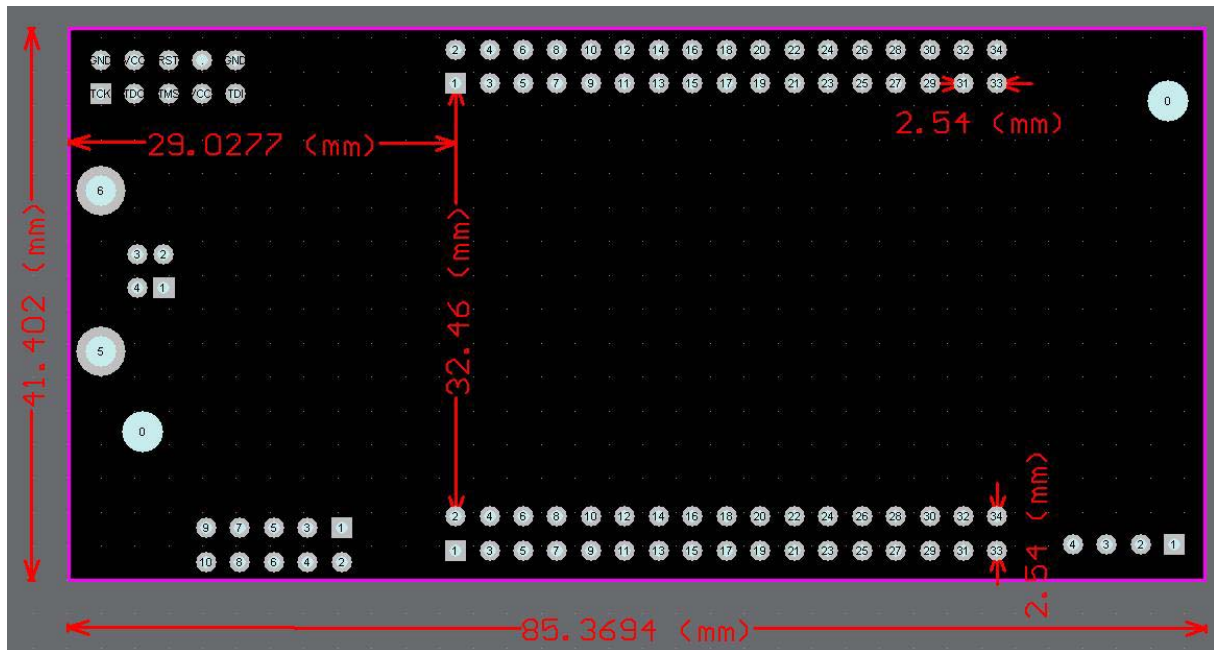 GND VCC RST GND
2 4 6 8 10 12 14 16 18 20 22 24 26 28 30 32 34
TCK TDO TMS VCC TDI
1 3 5 7 9 11 13 15 17 19 21 23 25 27 29 31 33
0
2.54 (mm)
29.0277 (mm)
6
3 2
4 1
32.46 (mm)
41.402 (mm)
5
0
2.54 (mm)
2 4 6 8 10 12 14 16 18 20 22 24 26 28 30 32 34
9 7 5 3 1
4 3 2 1
1 3 5 7 9 11 13 15 17 19 21 23 25 27 29 31 33
10 8 6 4 2
85.3694 (mm)